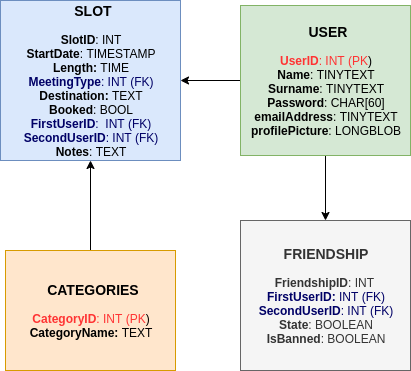 SLOT
SlotID: INT
StartDate: TIMESTAMP
Length: TIME
MeetingType: INT (FK)
Destination: TEXT
Booked: BOOL
FirstUserID:  INT (FK)
SecondUserID: INT (FK)
Notes: TEXT
USER
UserID: INT (PK)
Name: TINYTEXT
Surname: TINYTEXT
Password: CHAR[60]
emailAddress: TINYTEXT
profilePicture: LONGBLOB
CATEGORIES
CategoryID: INT (PK)
CategoryName: TEXT
FRIENDSHIP
FriendshipID: INT
FirstUserID: INT (FK)
SecondUserID: INT (FK)
State: BOOLEAN
IsBanned: BOOLEAN